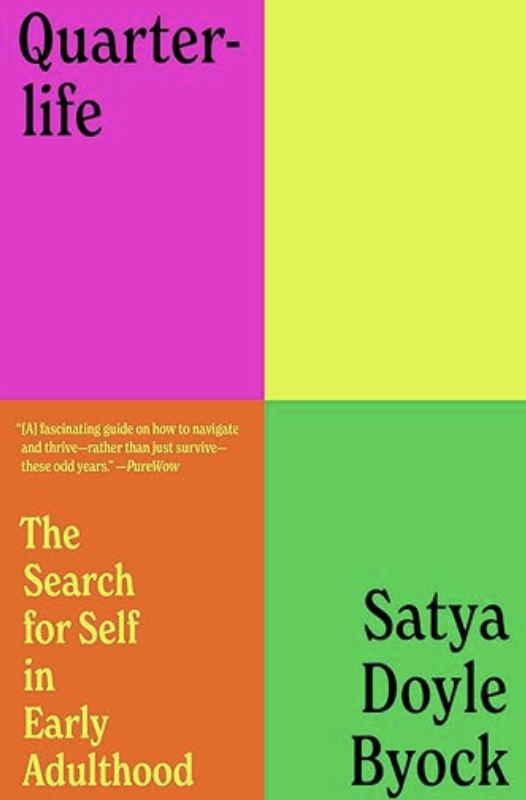 Quarter-
life
“[A] fascinating guide on how to navigate
and thrive—rather than just survive—
these odd years.” —PureWow
The
Search
for Self
in
Early
Adulthood
Satya
Doyle
Byock